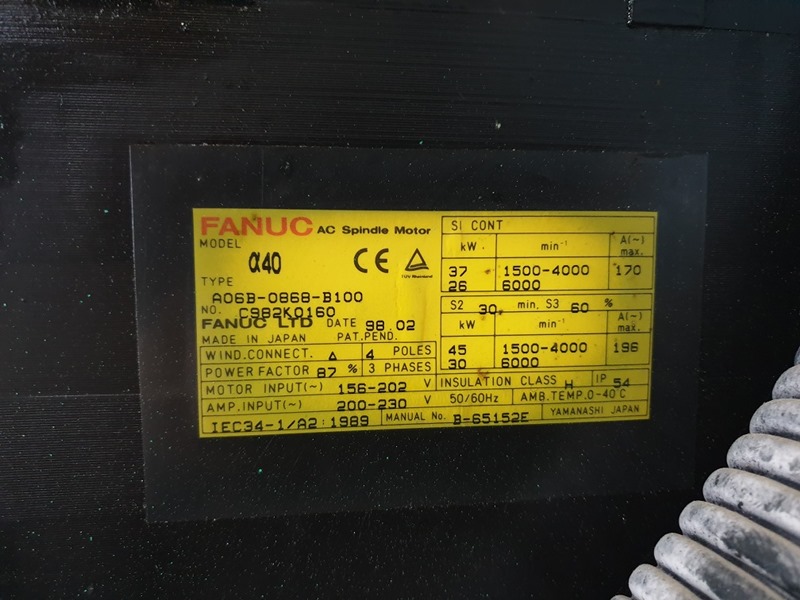 FANUC AC Spindle Motor
MODEL
α40
CE
TÜV Rheinland
TYPE
A06B-0868-B100
NO. C982K0160
FANUC LTD DATE 98.02
MADE IN JAPAN PAT.PEND.
WIND.CONNECT. Δ 4 POLES
POWER FACTOR 87 % 3 PHASES
S1 CONT
kW min⁻¹ A(~) max.
37 1500-4000 170
26 6000
S2 30 min, S3 60 %
kW min⁻¹ A(~) max.
45 1500-4000 196
30 6000
MOTOR INPUT(~) 156-202 V INSULATION CLASS H IP 54
AMP.INPUT(~) 200-230 V 50/60Hz AMB.TEMP.0-40°C
IEC34-1/A2:1989 MANUAL No. B-65152E YAMANASHI JAPAN